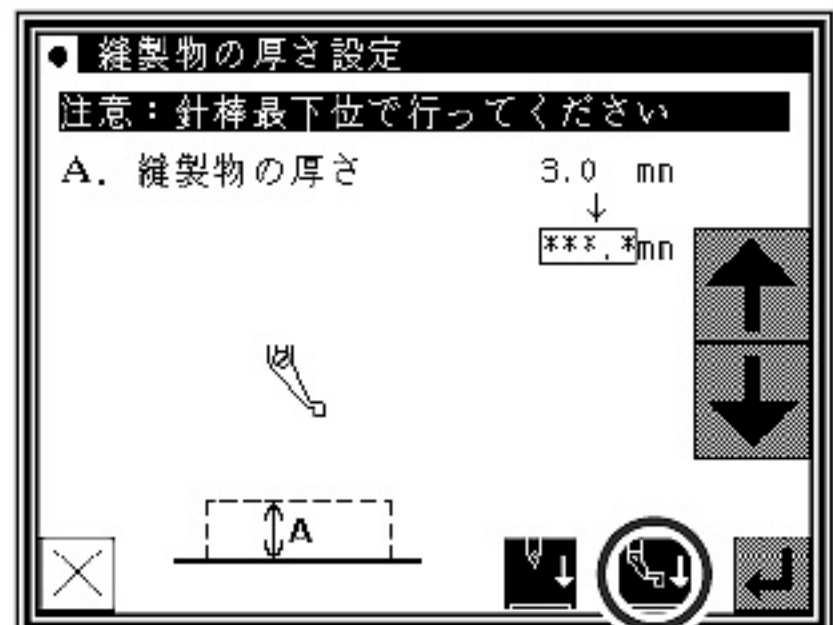 縫製物の厚さ設定
注意：針棒最下位で行ってください
A. 縫製物の厚さ 3.0 mm
↓
***.*mm
A